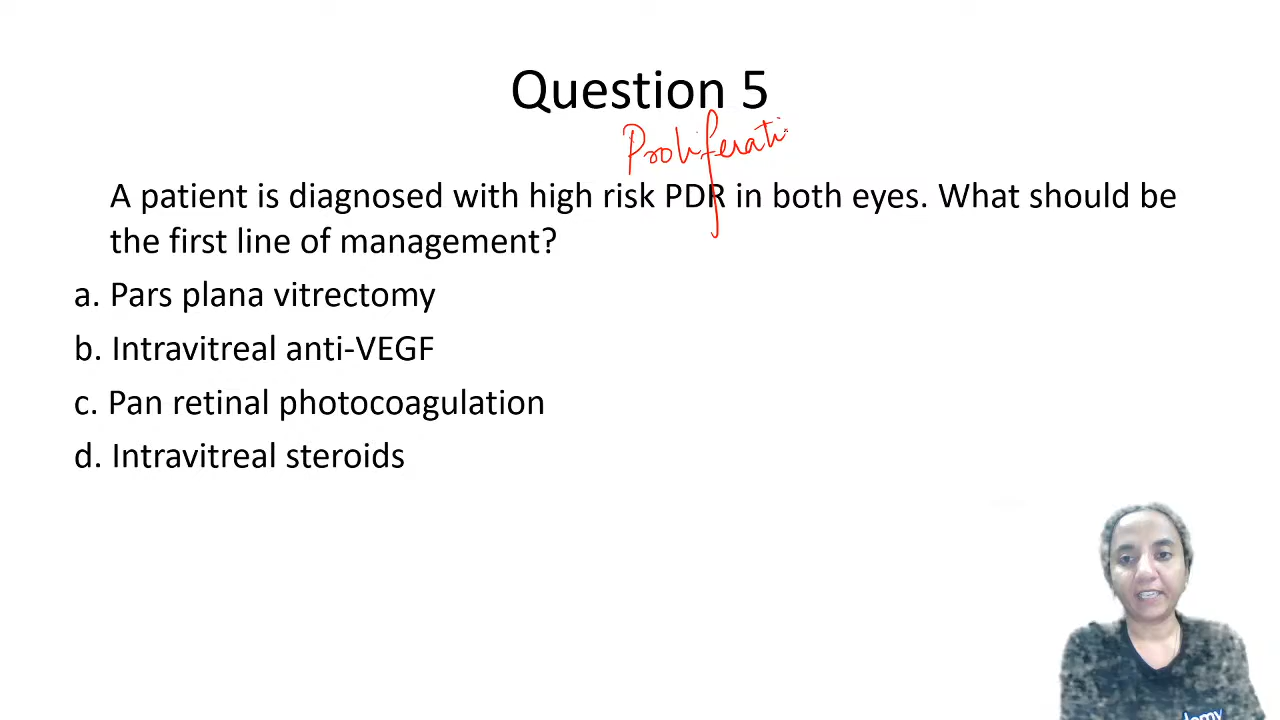 Question 5
Proliferati
A patient is diagnosed with high risk PDR in both eyes. What should be
the first line of management?
a. Pars plana vitrectomy
b. Intravitreal anti-VEGF
c. Pan retinal photocoagulation
d. Intravitreal steroids